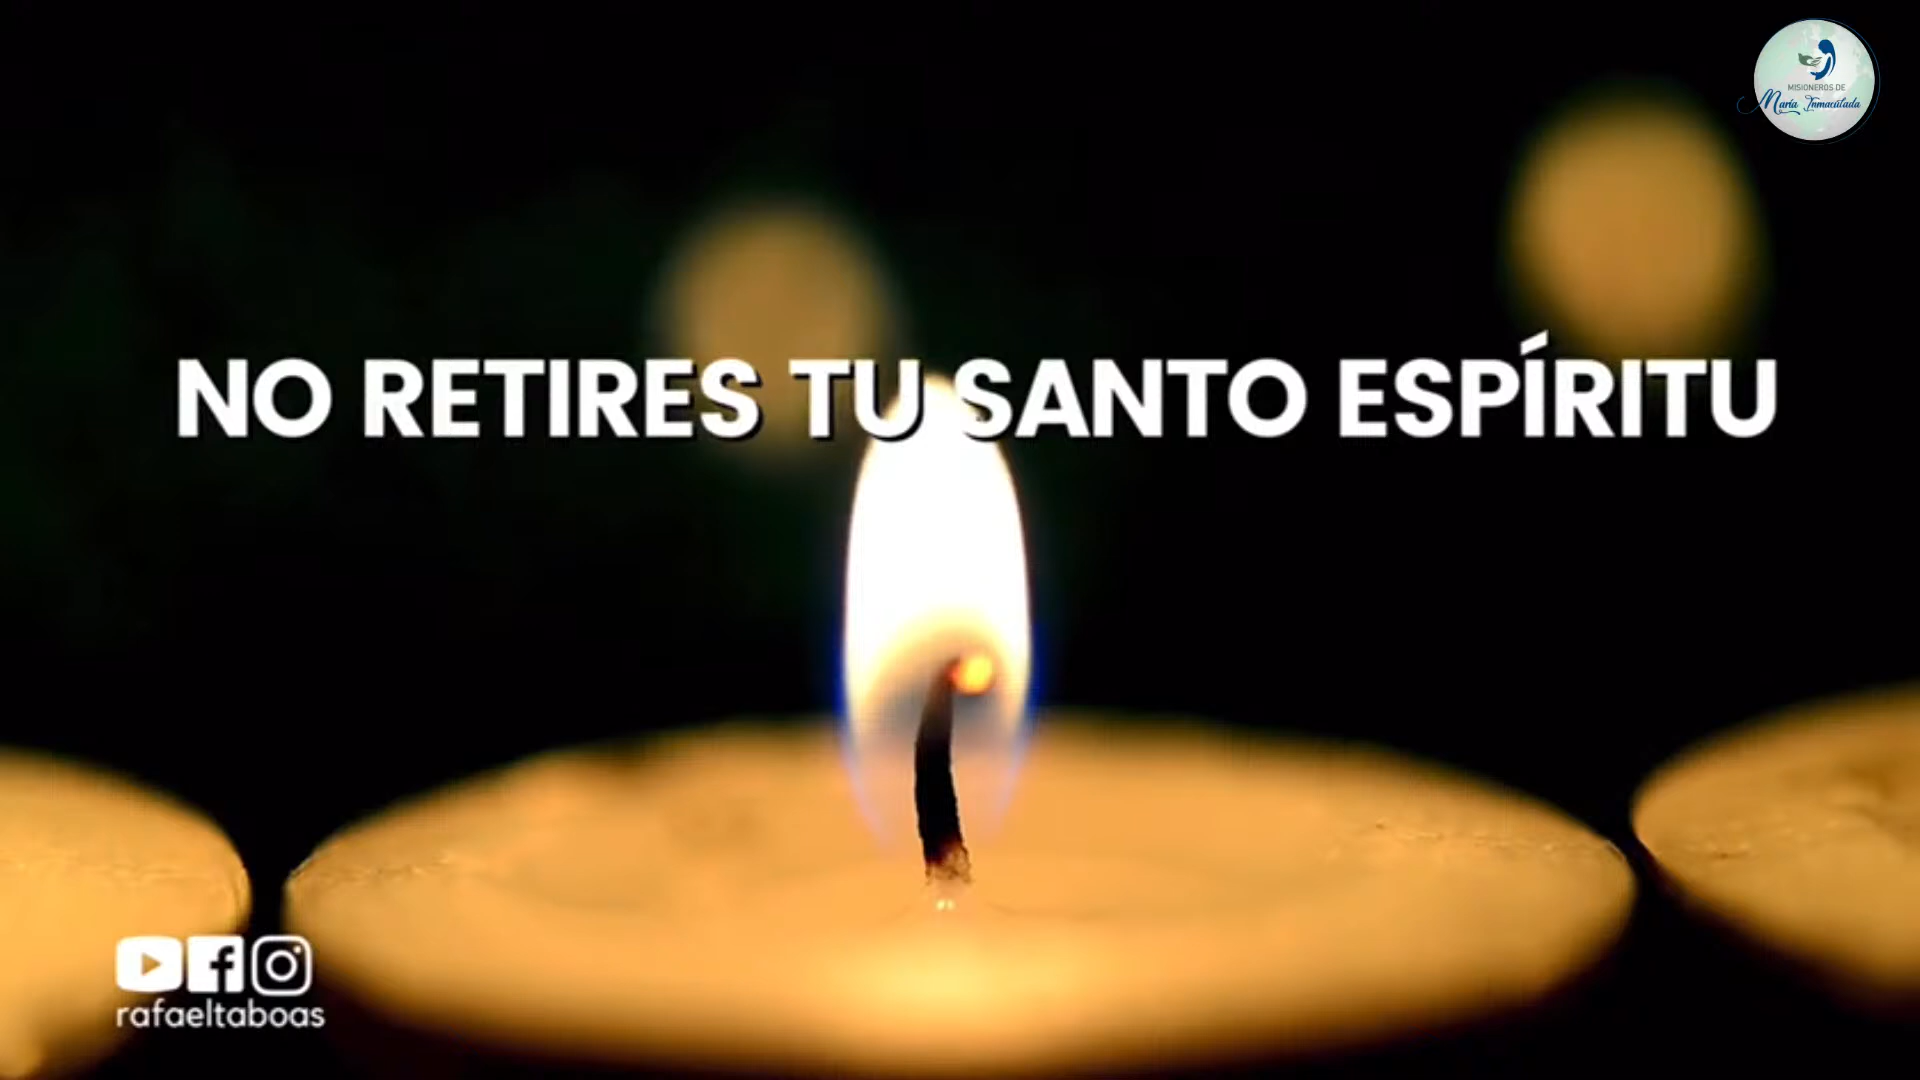 MISIONEROS DE
María Inmaculada
NO RETIRES TU SANTO ESPÍRITU
rafaeltaboas